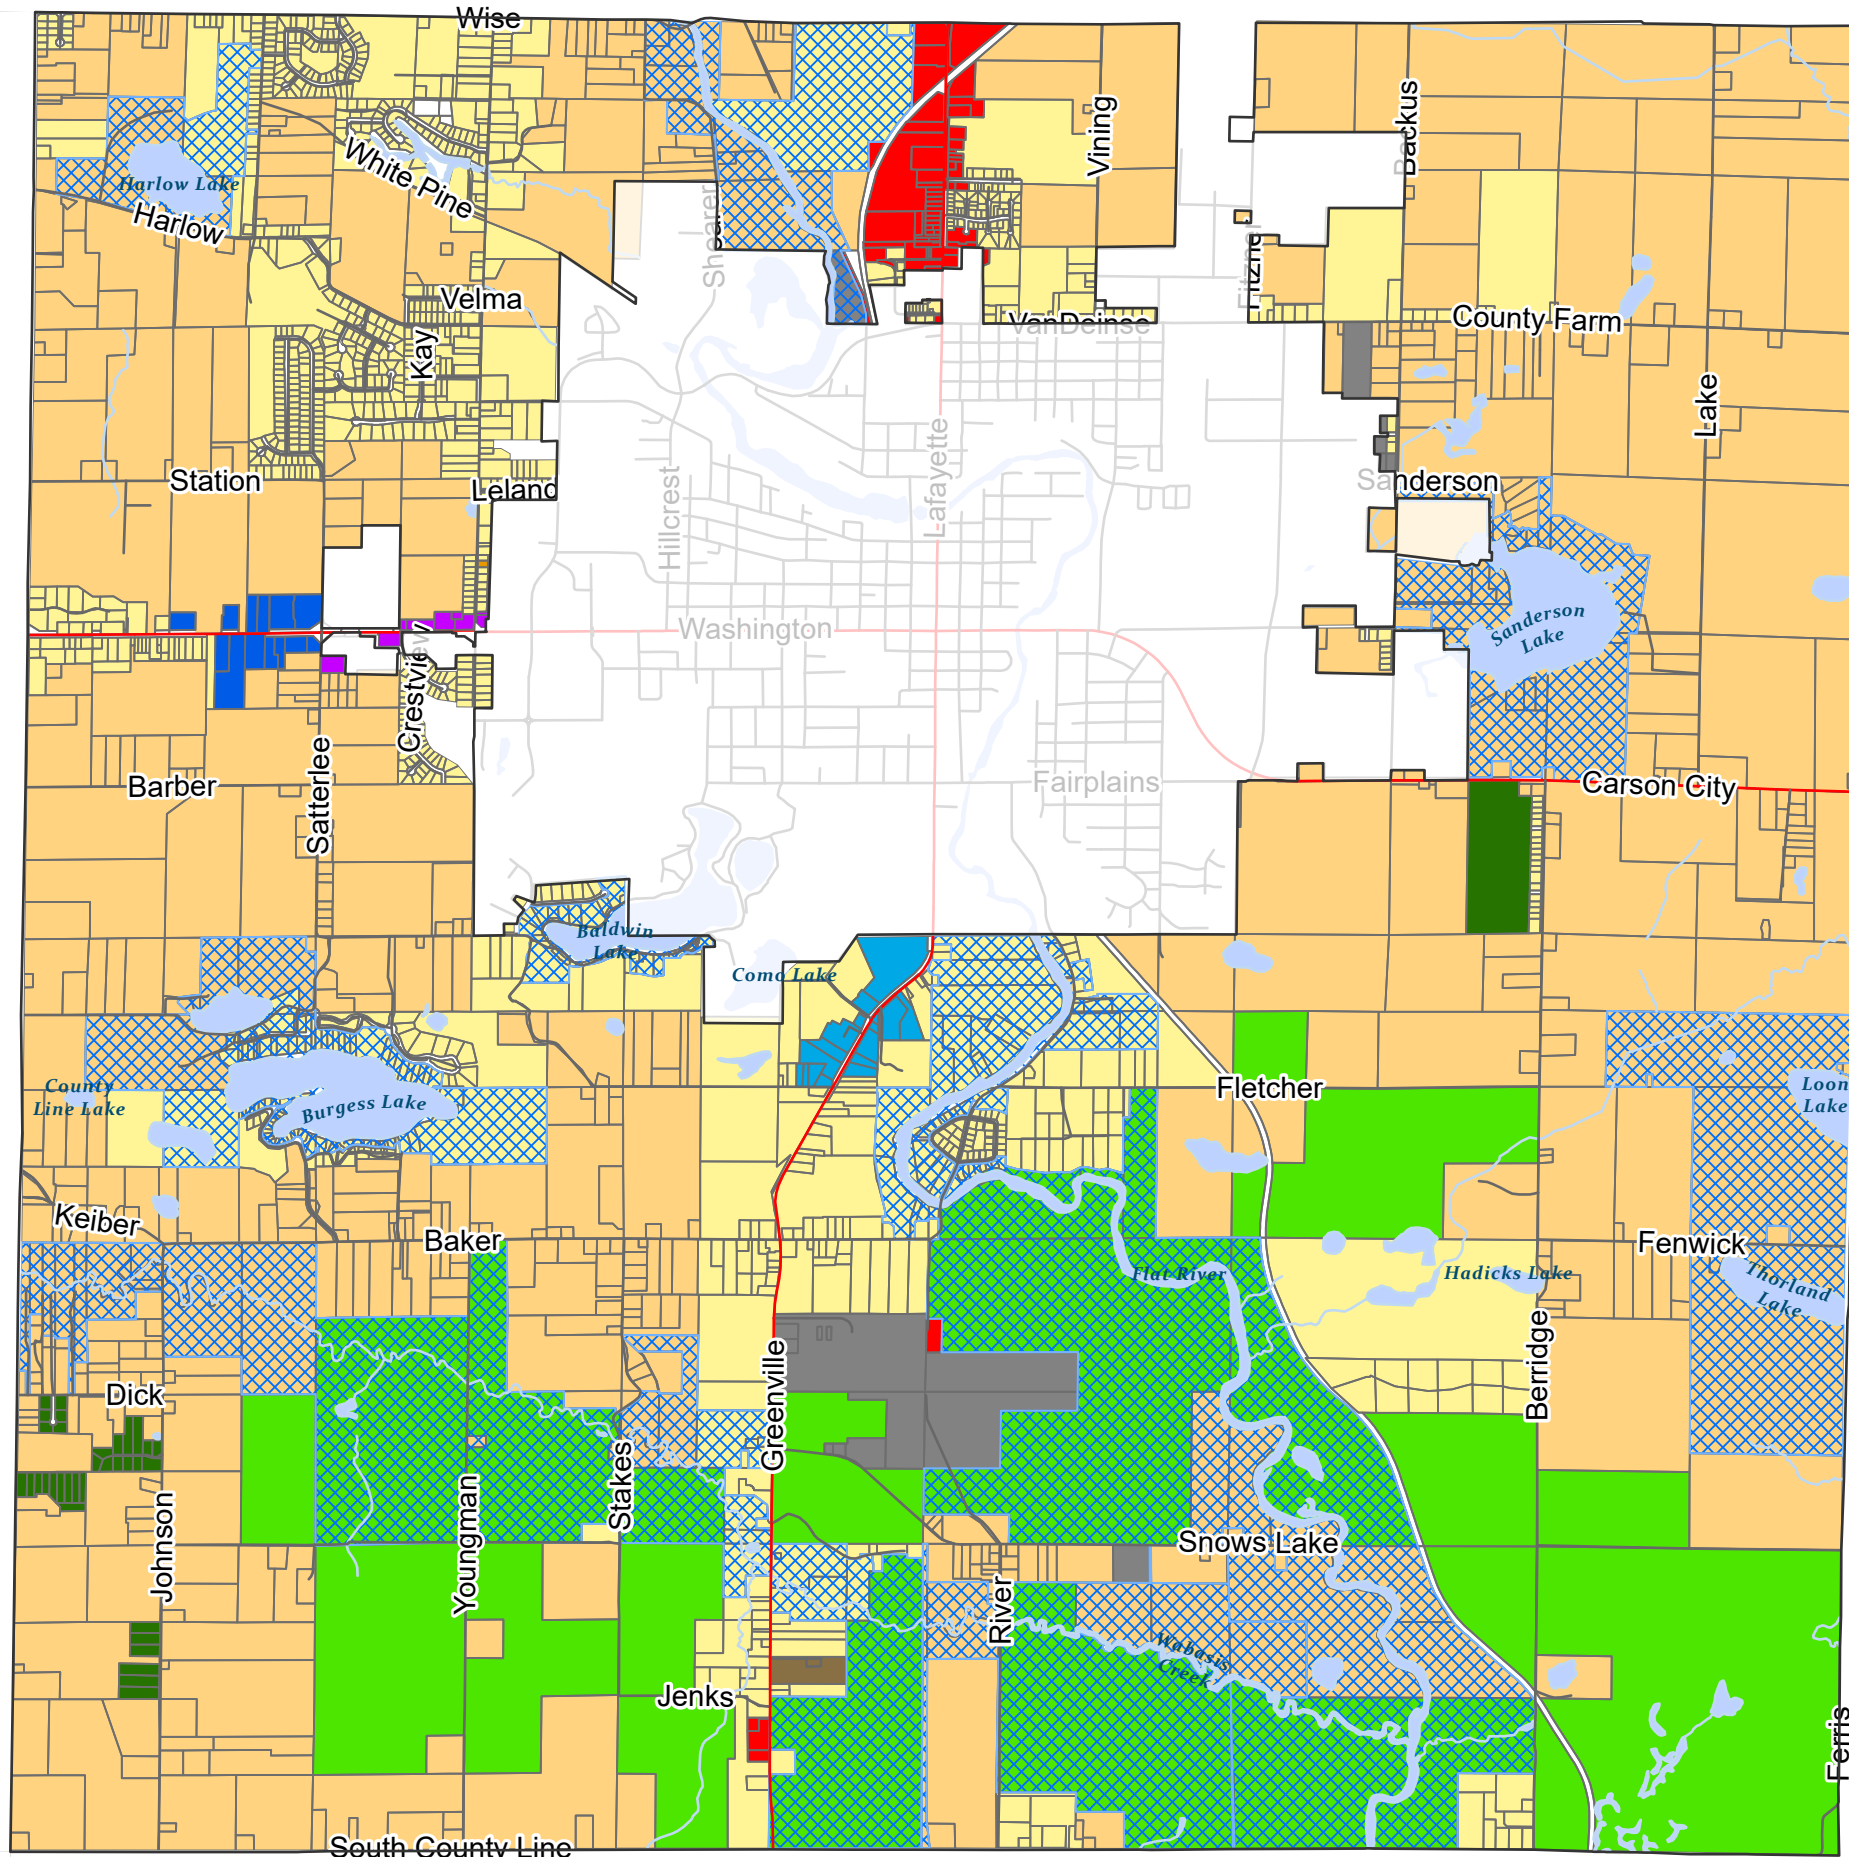 Wise
Vining
Backus
White Pine
Harlow Lake
Harlow
Shearer
Fitzner
Velma
VanDeinse
County Farm
Kay
Lake
Station
Leland
Hillcrest
Lafayette
Sanderson
Sanderson
Lake
Washington
Crestview
Satterlee
Barber
Fairplains
Carson City
Baldwin
Lake
Como Lake
County
Line Lake
Burgess Lake
Fletcher
Loon
Lake
Keiber
Baker
Fenwick
Flat River
Hadicks Lake
Thorland
Lake
Berridge
Greenville
Dick
Stakes
Youngman
Johnson
Snows Lake
River
Wabasis
Creek
Jenks
Ferris
South County Line